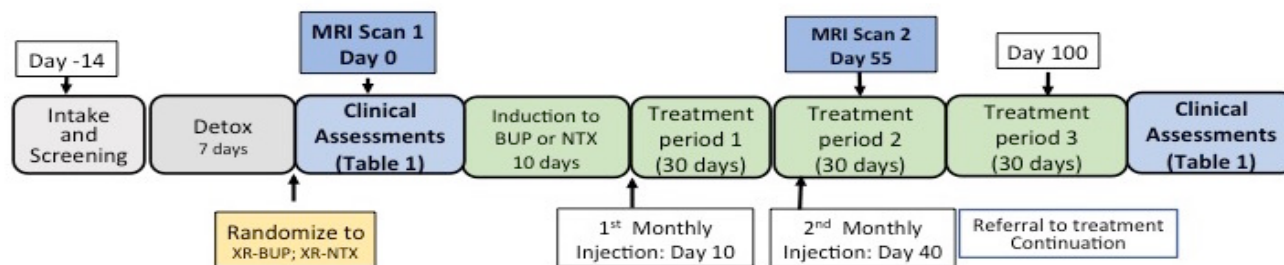 Day -14
MRI Scan 1
Day 0
MRI Scan 2
Day 55
Day 100
Intake
and
Screening
Detox
7 days
Clinical
Assessments
(Table 1)
Induction to
BUP or NTX
10 days
Treatment
period 1
(30 days)
Treatment
period 2
(30 days)
Treatment
period 3
(30 days)
Clinical
Assessments
(Table 1)
Randomize to
XR-BUP; XR-NTX
1st Monthly
Injection: Day 10
2nd Monthly
Injection: Day 40
Referral to treatment
Continuation